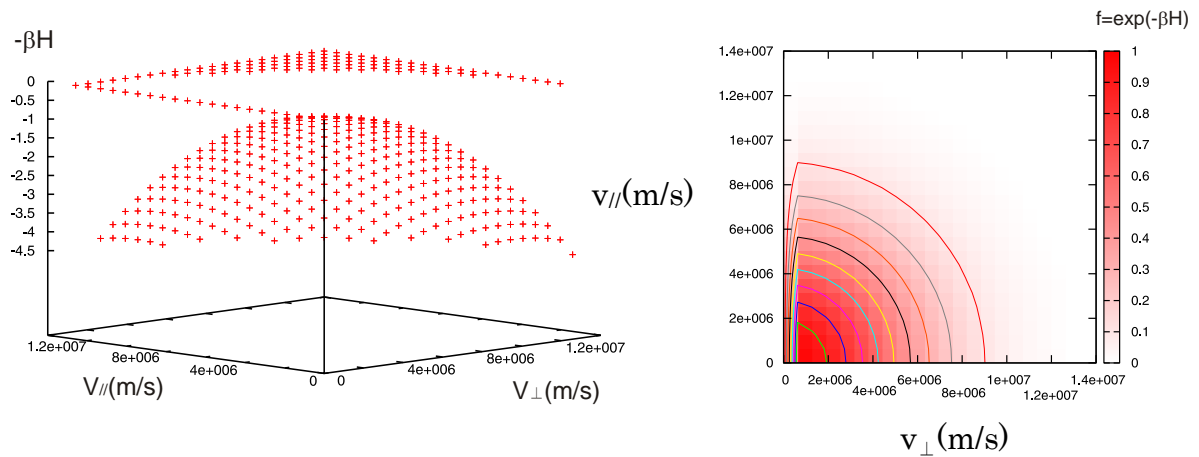 -βH
0
-0.5
-1
-1.5
-2
-2.5
-3
-3.5
-4
-4.5
1.2e+007
8e+006
4e+006
0
V//(m/s)
0
4e+006
8e+006
1.2e+007
V⊥(m/s)
f=exp(-βH)
v//(m/s)
1.4e+007
1.2e+007
1e+007
8e+006
6e+006
4e+006
2e+006
0
0
2e+006
4e+006
6e+006
8e+006
1e+007
1.2e+007
1.4e+007
v⊥(m/s)
1
0.9
0.8
0.7
0.6
0.5
0.4
0.3
0.2
0.1
0